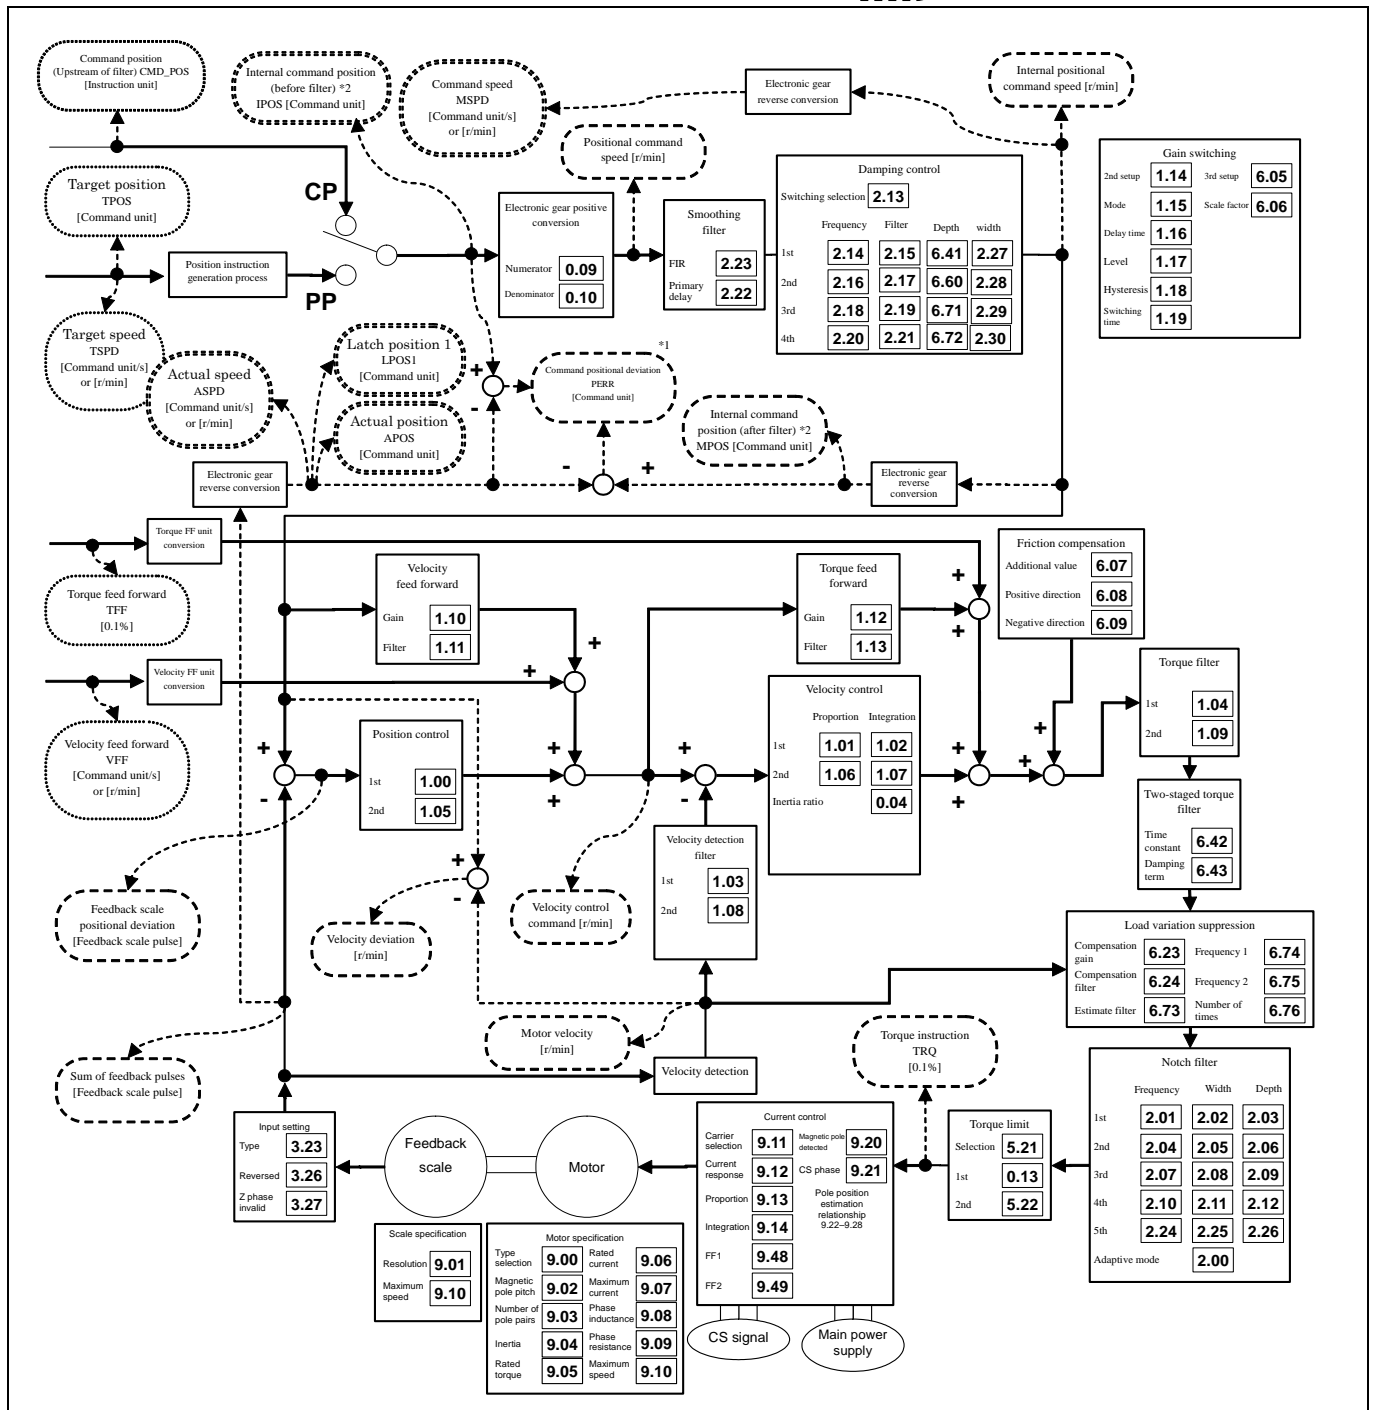 Command position
(Upstream of filter) CMD_POS
[Instruction unit]
Internal command position
(before filter) *2
IPOS [Command unit]
Command speed
MSPD
[Command unit/s]
or [r/min]
Electronic gear
reverse conversion
Internal positional
command speed [r/min]
Positional command
speed [r/min]
Target position
TPOS
[Command unit]
CP
PP
Position instruction
generation process
Target speed
TSPD
[Command unit/s]
or [r/min]
Electronic gear positive
conversion
Numerator 0.09
Denominator 0.10
Smoothing
filter
FIR 2.23
Primary
delay 2.22
Damping control
Switching selection 2.13
Frequency Filter Depth width
1st 2.14 2.15 6.41 2.27
2nd 2.16 2.17 6.60 2.28
3rd 2.18 2.19 6.71 2.29
4th 2.20 2.21 6.72 2.30
Gain switching
2nd setup 1.14 3rd setup 6.05
Mode 1.15 Scale factor 6.06
Delay time 1.16
Level 1.17
Hysteresis 1.18
Switching
time 1.19
Actual speed
ASPD
[Command unit/s]
or [r/min]
Latch position 1
LPOS1
[Command unit]
Actual position
APOS
[Command unit]
+
-
*1
Command positional deviation
PERR
[Command unit]
Internal command
position (after filter) *2
MPOS [Command unit]
Electronic gear
reverse conversion
-
+
Electronic gear
reverse
conversion
Torque FF unit
conversion
Torque feed forward
TFF
[0.1%]
Velocity FF unit
conversion
Velocity feed forward
VFF
[Command unit/s]
or [r/min]
Velocity
feed forward
Gain 1.10
Filter 1.11
+
+
Torque feed
forward
Gain 1.12
Filter 1.13
+
+
Friction compensation
Additional value 6.07
Positive direction 6.08
Negative direction 6.09
Position control
1st 1.00
2nd 1.05
+
-
+
+
+
-
Velocity control
Proportion Integration
1st 1.01 1.02
2nd 1.06 1.07
Inertia ratio 0.04
+
+
+
+
Torque filter
1st 1.04
2nd 1.09
Two-staged torque
filter
Time
constant 6.42
Damping
term 6.43
Velocity detection
filter
1st 1.03
2nd 1.08
+
-
Feedback scale
positional deviation
[Feedback scale pulse]
Velocity deviation
[r/min]
Velocity control
command [r/min]
Load variation suppression
Compensation
gain 6.23 Frequency 1 6.74
Compensation
filter 6.24 Frequency 2 6.75
Estimate filter 6.73 Number of
times 6.76
Motor velocity
[r/min]
Torque instruction
TRQ
[0.1%]
Sum of feedback pulses
[Feedback scale pulse]
Velocity detection
Notch filter
Frequency Width Depth
1st 2.01 2.02 2.03
2nd 2.04 2.05 2.06
3rd 2.07 2.08 2.09
4th 2.10 2.11 2.12
5th 2.24 2.25 2.26
Adaptive mode 2.00
Torque limit
Selection 5.21
1st 0.13
2nd 5.22
Current control
Carrier
selection 9.11 Magnetic pole
detected 9.20
Current
response 9.12 CS phase 9.21
Proportion 9.13
Integration 9.14
FF1 9.48
FF2 9.49
Pole position
estimation
relationship
9.22–9.28
Input setting
Type 3.23
Reversed 3.26
Z phase
invalid 3.27
Feedback
scale
Motor
Scale specification
Resolution 9.01
Maximum
speed 9.10
Motor specification
Type
selection 9.00 Rated
current 9.06
Magnetic
pole pitch 9.02 Maximum
current 9.07
Number of
pole pairs 9.03 Phase
inductance 9.08
Inertia 9.04 Phase
resistance 9.09
Rated
torque 9.05 Maximum
speed 9.10
CS signal
Main power
supply